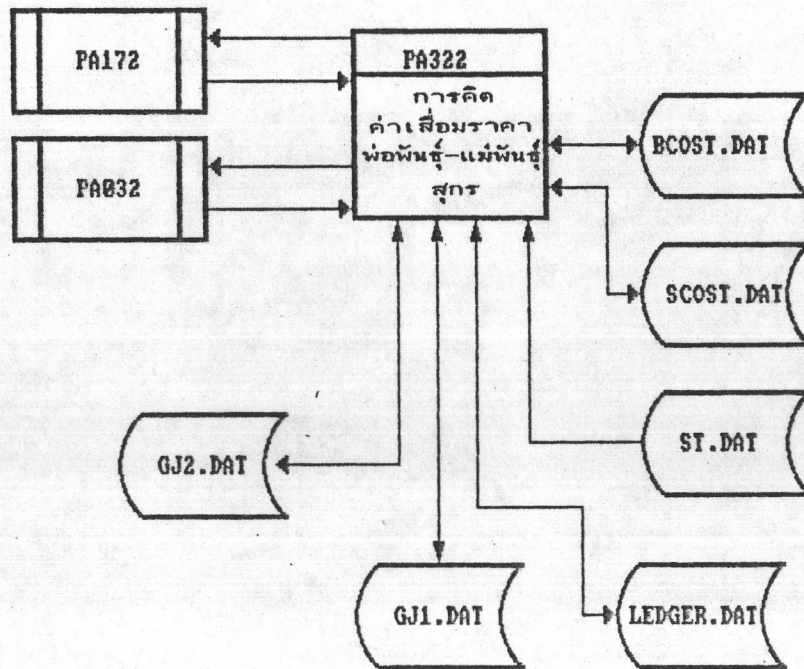 PA172
PA322
การคิด
ค่าเสื่อมราคา
พ่อพันธุ์-แม่พันธุ์
สุกร
PA032
BCOST.DAT
SCOST.DAT
ST.DAT
GJ2.DAT
GJ1.DAT
LEDGER.DAT